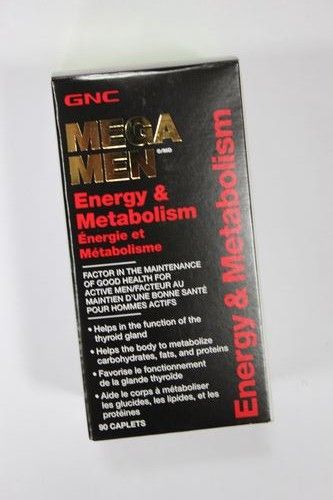 GNC
MEGA
MEN®/MD
Energy &
Metabolism
Énergie et
Métabolisme
FACTOR IN THE MAINTENANCE
OF GOOD HEALTH FOR
ACTIVE MEN/FACTEUR AU
MAINTIEN D'UNE BONNE SANTÉ
POUR HOMMES ACTIFS
• Helps in the function of the
thyroid gland
• Helps the body to metabolize
carbohydrates, fats, and proteins
• Favorise le fonctionnement
de la glande thyroïde
• Aide le corps à métaboliser
les glucides, les lipides, et les
protéines
90 CAPLETS
Energy & Metabolism